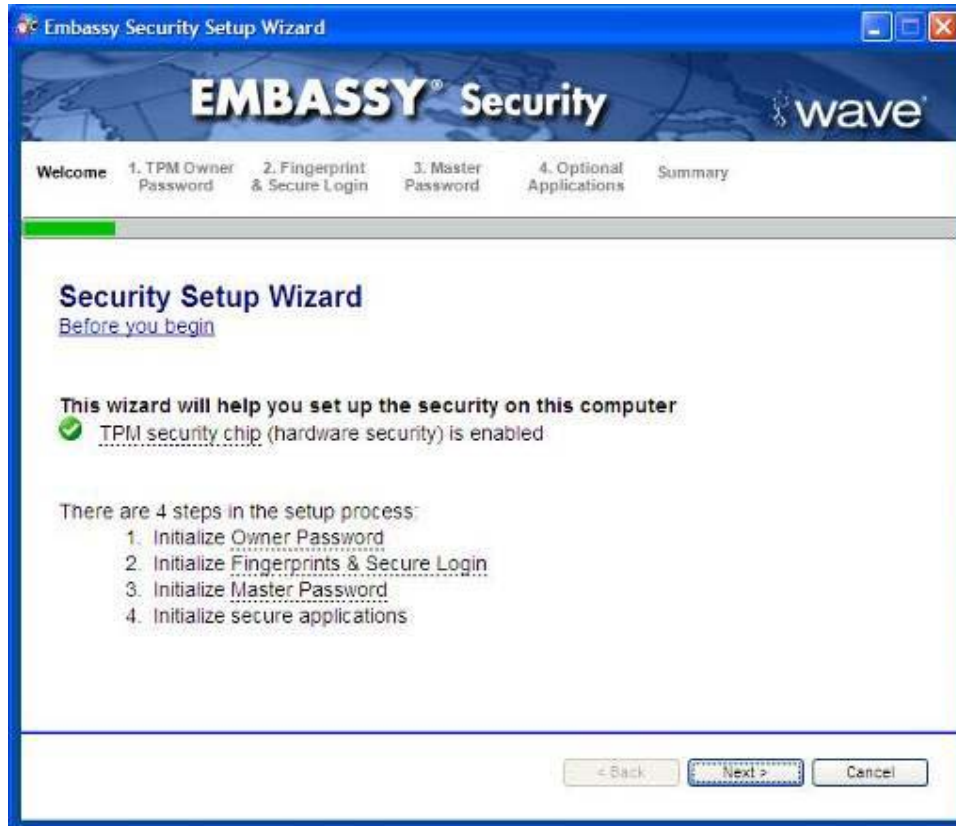 Embassy Security Setup Wizard
EMBASSY® Security
wave
Welcome
1. TPM Owner
Password
2. Fingerprint
& Secure Login
3. Master
Password
4. Optional
Applications
Summary
Security Setup Wizard
Before you begin
This wizard will help you set up the security on this computer
TPM security chip (hardware security) is enabled
There are 4 steps in the setup process:
1. Initialize Owner Password
2. Initialize Fingerprints & Secure Login
3. Initialize Master Password
4. Initialize secure applications
< Back
Next >
Cancel